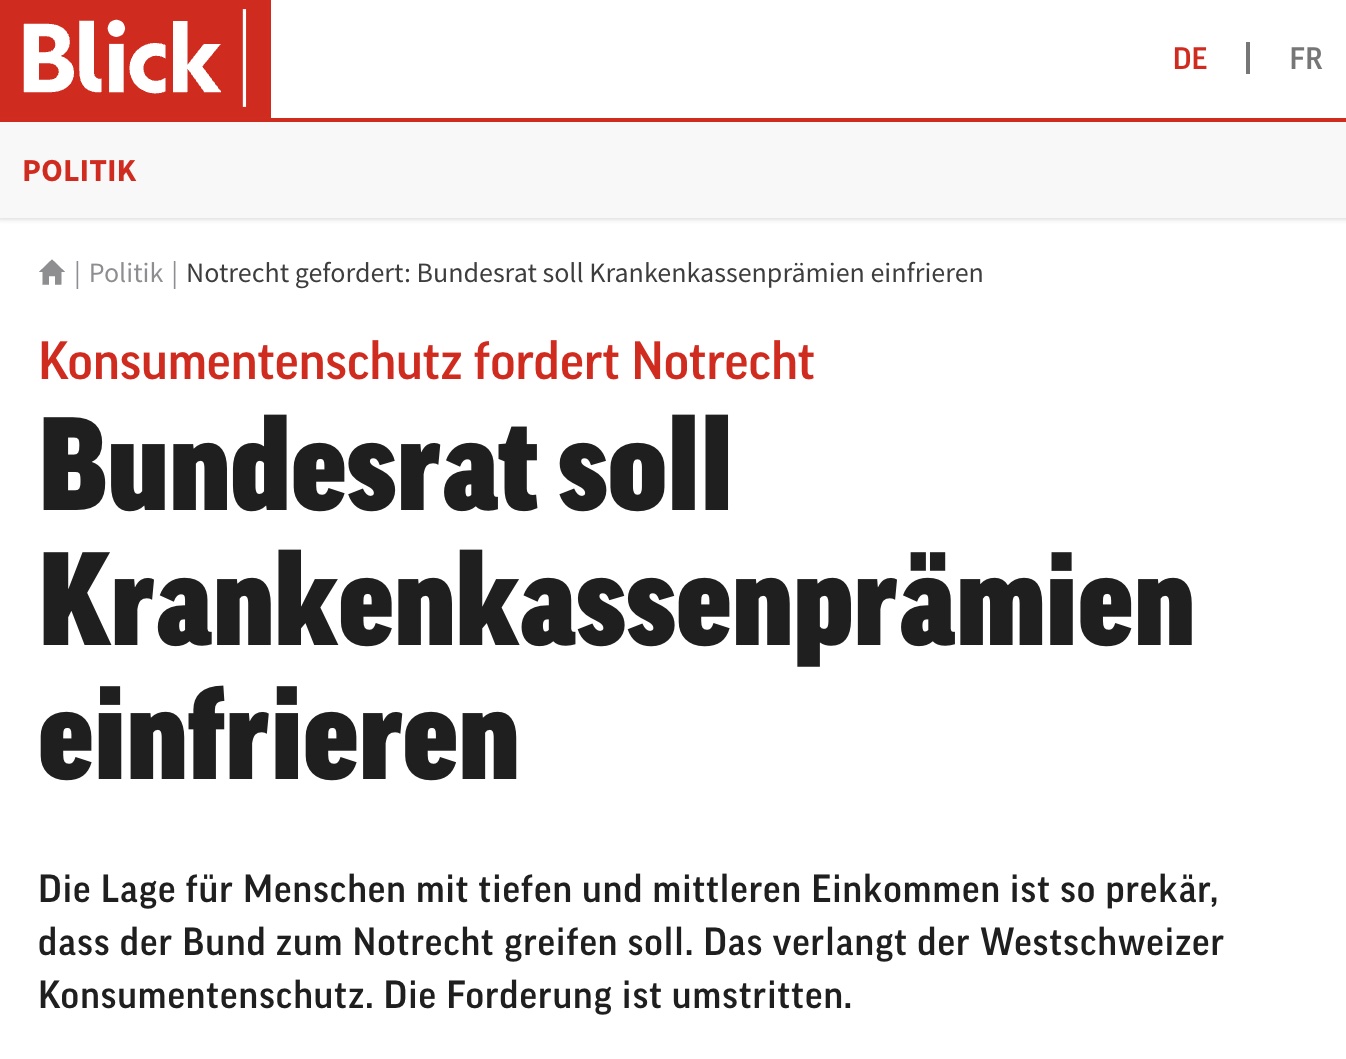 Blick
DE | FR
POLITIK
| Politik | Notrecht gefordert: Bundesrat soll Krankenkassenprämien einfrieren
Konsumentenschutz fordert Notrecht
Bundesrat soll
Krankenkassenprämien
einfrieren
Die Lage für Menschen mit tiefen und mittleren Einkommen ist so prekär,
dass der Bund zum Notrecht greifen soll. Das verlangt der Westschweizer
Konsumentenschutz. Die Forderung ist umstritten.